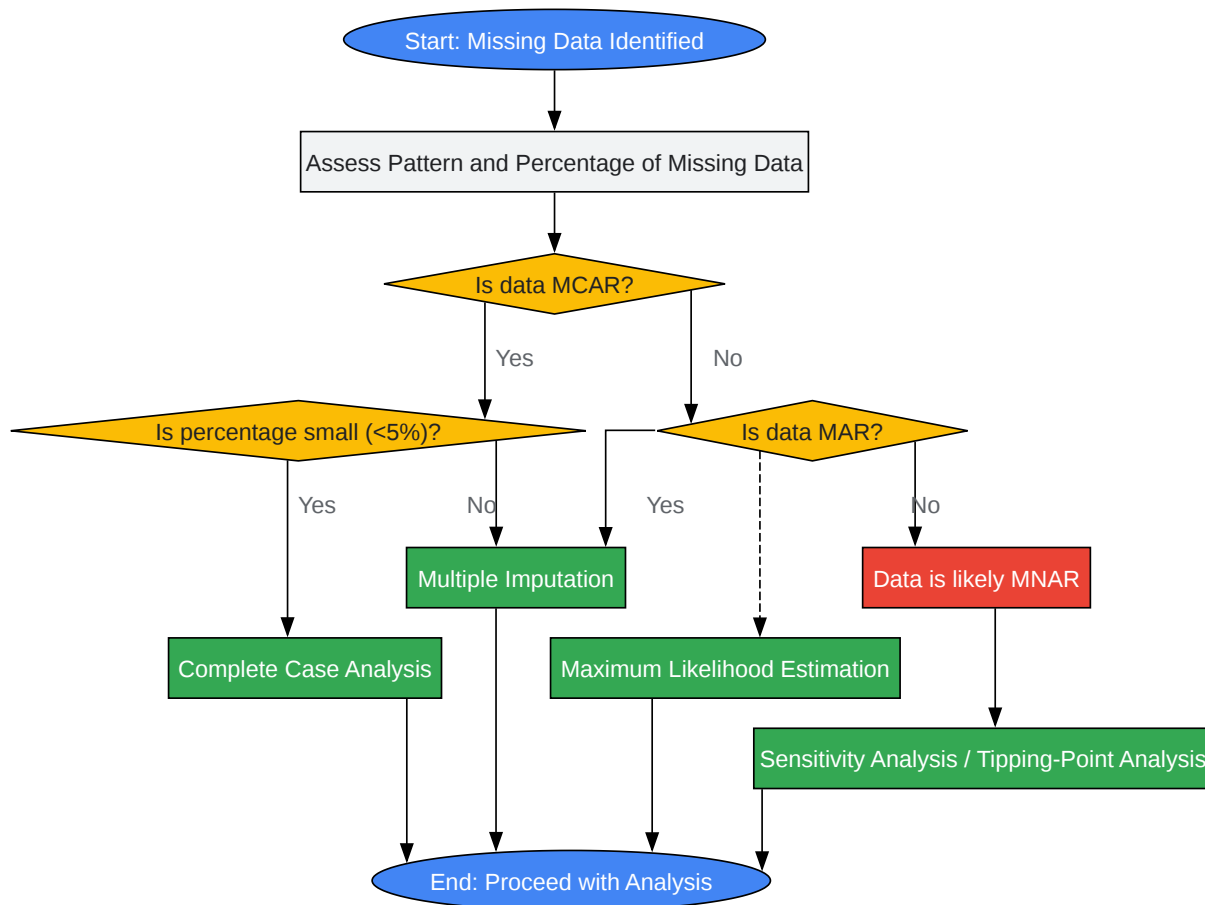 Start: Missing Data Identified
Assess Pattern and Percentage of Missing Data
Is data MCAR?
Yes
No
Is percentage small (<5%)?
Is data MAR?
Yes
No
Yes
No
Multiple Imputation
Data is likely MNAR
Complete Case Analysis
Maximum Likelihood Estimation
Sensitivity Analysis / Tipping-Point Analysis
End: Proceed with Analysis